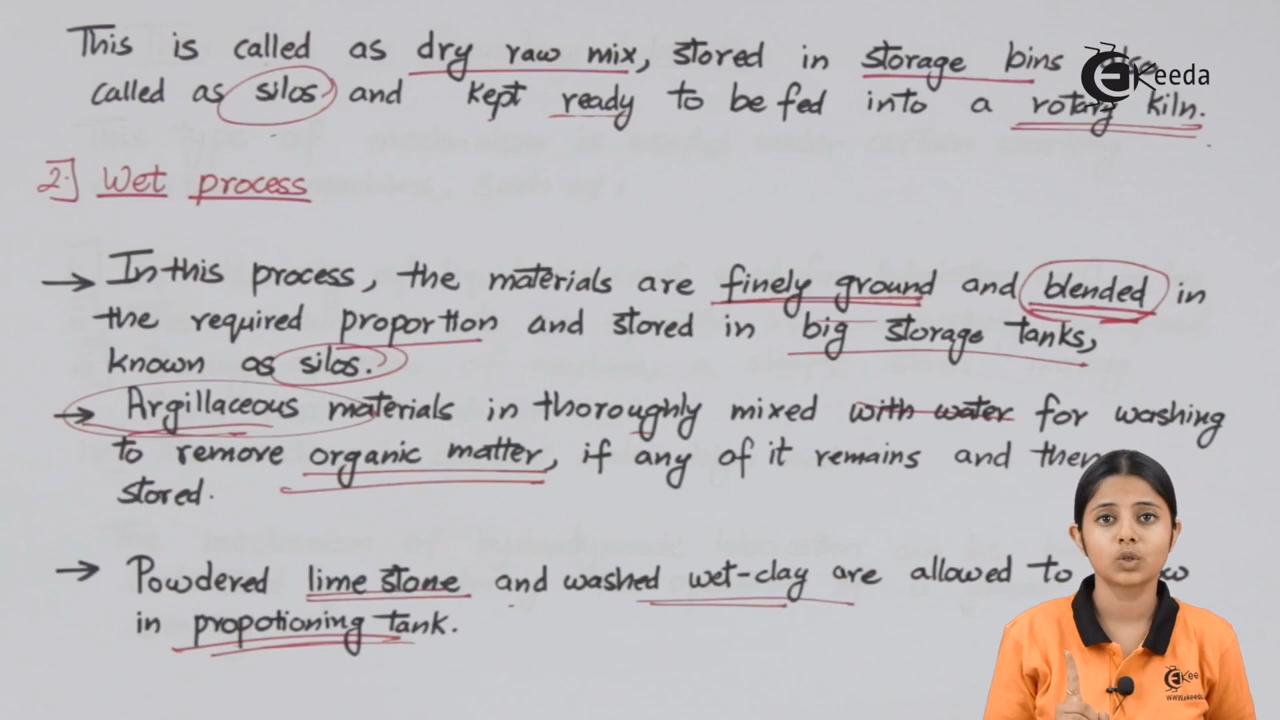 This is called as dry raw mix, stored in storage bins also
called as silos and kept ready to be fed into a rotary kiln.
EKeeda
2] Wet process
→ In this process, the materials are finely ground and blended in
the required proportion and stored in big storage tanks,
known as silos.
→ Argillaceous materials in thoroughly mixed with water for washing
to remove organic matter, if any of it remains and then
stored.
→ Powdered lime stone and washed wet-clay are allowed to
in propotioning tank.
EKee
www.ekeeda